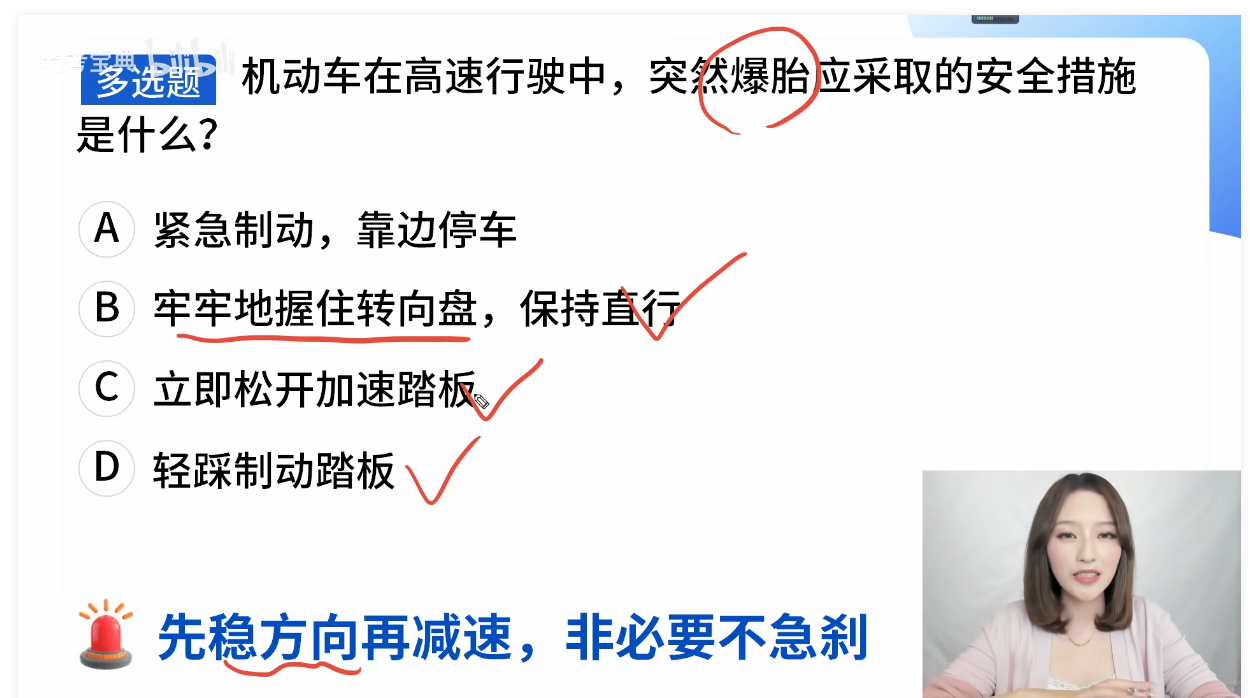 多选题 机动车在高速行驶中，突然爆胎应采取的安全措施
是什么？
A 紧急制动，靠边停车
B 牢牢地握住转向盘，保持直行
C 立即松开加速踏板
D 轻踩制动踏板
先稳方向再减速，非必要不急刹